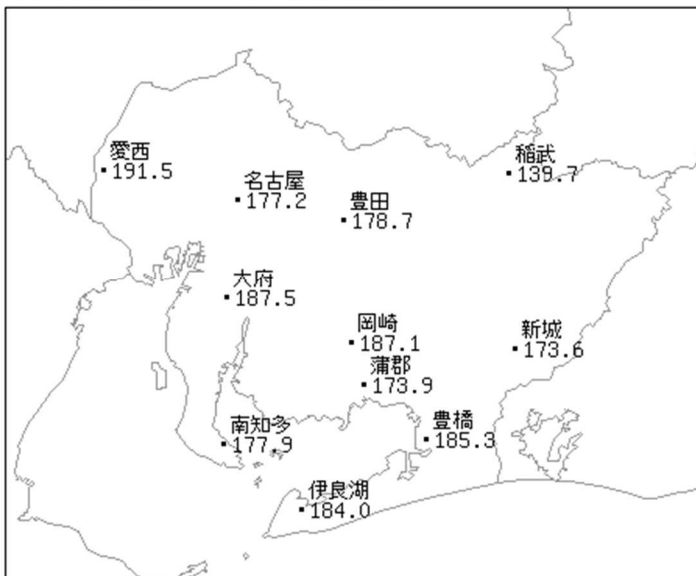 愛西
191.5
稲武
139.7
名古屋
177.2
豊田
178.7
大府
187.5
岡崎
187.1
新城
173.6
蒲郡
173.9
南知多
177.9
豊橋
185.3
伊良湖
184.0